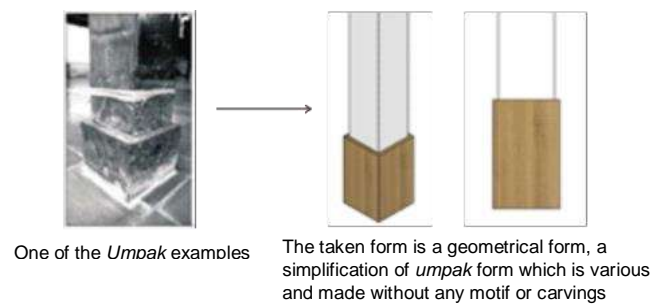 One of the Umpak examples
The taken form is a geometrical form, a
simplification of umpak form which is various
and made without any motif or carvings